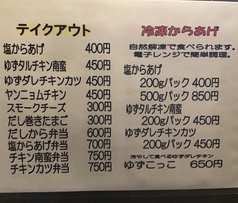 テイクアウト
塩からあげ 400円
ゆずタルチキン南蛮 450円
ゆずダレチキンカツ 450円
ヤンニョムチキン 450円
スモークチーズ 300円
だし巻きたまご 300円
だしから弁当 600円
塩からあげ弁当 700円
チキン南蛮弁当 750円
チキンカツ弁当 750円
冷凍からあげ
自然解凍で食べられます。
電子レンジで簡単調理。
塩からあげ
200gパック 400円
500gパック 850円
ゆずタルチキン南蛮
200gパック 450円
ゆずダレチキンカツ
200gパック 450円
冷やして食べるゆずダレチキン
ゆずこっこ 650円